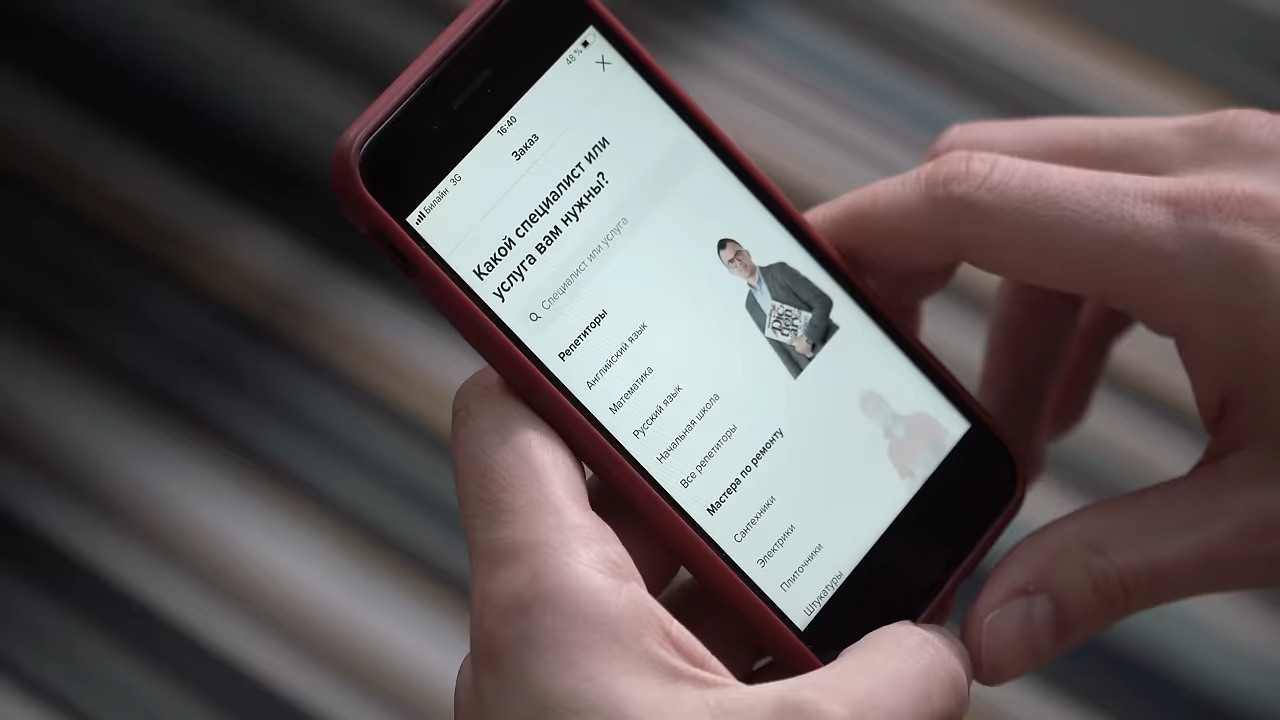 Билайн 3G
16:40
48 %
Заказ
Какой специалист или
услуга вам нужны?
Специалист или услуга
Репетиторы
Английский язык
Математика
Русский язык
Начальная школа
Все репетиторы
Мастера по ремонту
Сантехники
Электрики
Плиточники
Штукатуры